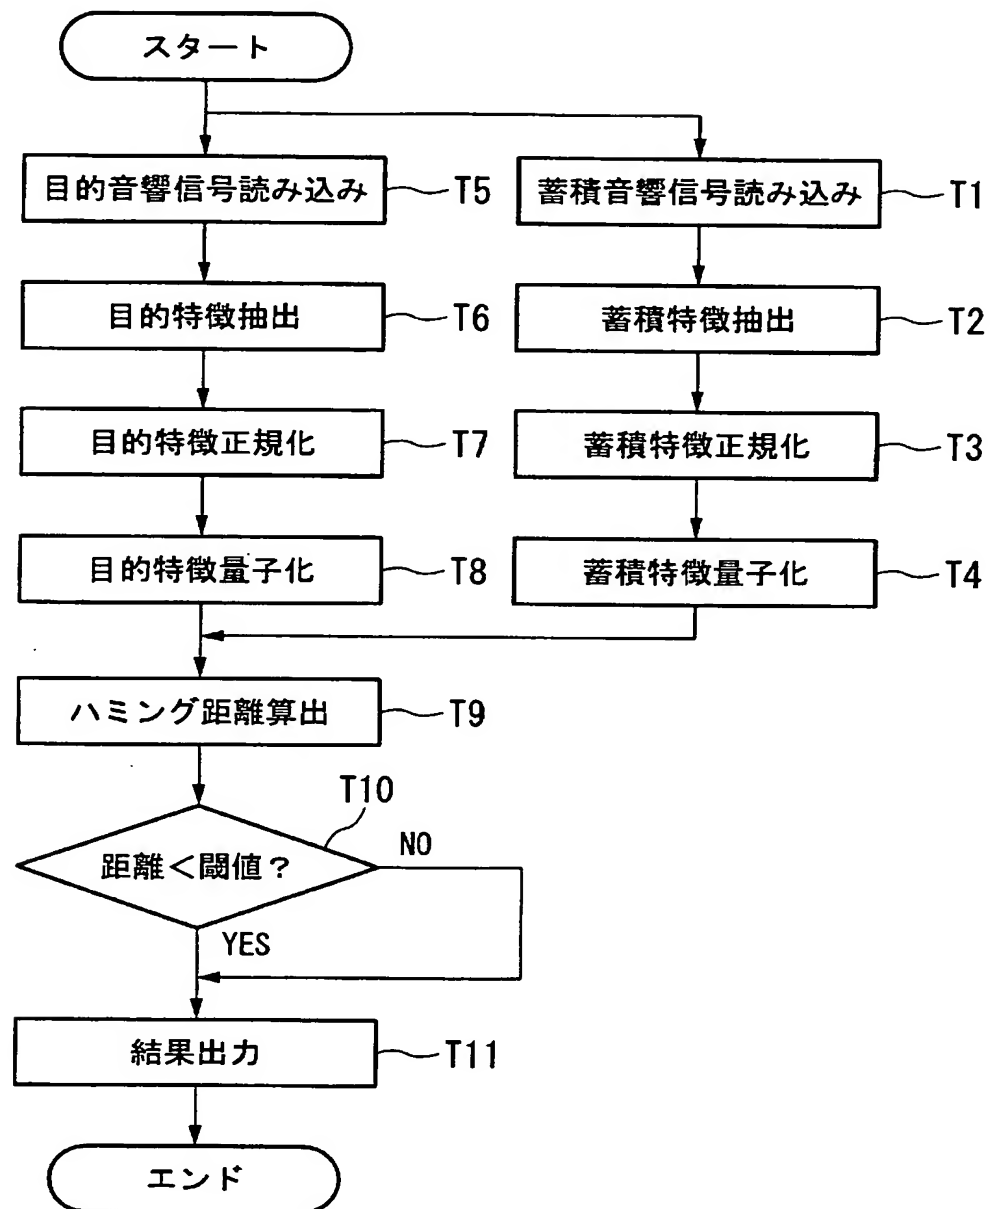 スタート
目的音響信号読み込み
T5
蓄積音響信号読み込み
T1
目的特徴抽出
T6
蓄積特徴抽出
T2
目的特徴正規化
T7
蓄積特徴正規化
T3
目的特徴量子化
T8
蓄積特徴量子化
T4
ハミング距離算出
T9
T10
距離<閾値?
NO
YES
結果出力
T11
エンド